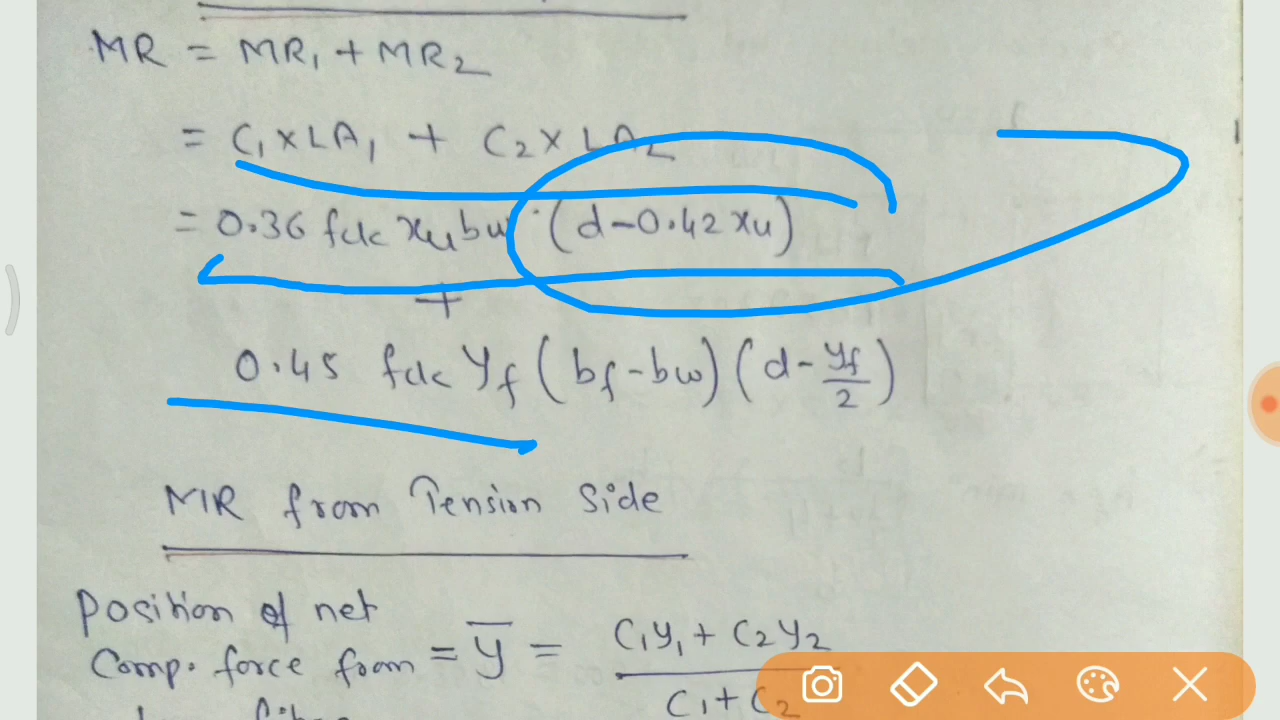 MR = MR₁ + MR₂
= C₁ × LA₁ + C₂ × LA₂
= 0.36 fck xu bw (d-0.42 xu)
+
0.45 fck yf (bf-bw) (d-yf/2)
MR from Tension Side
Position of net
Comp. force from = ȳ = (C₁y₁ + C₂y₂)/(C₁ + C₂)